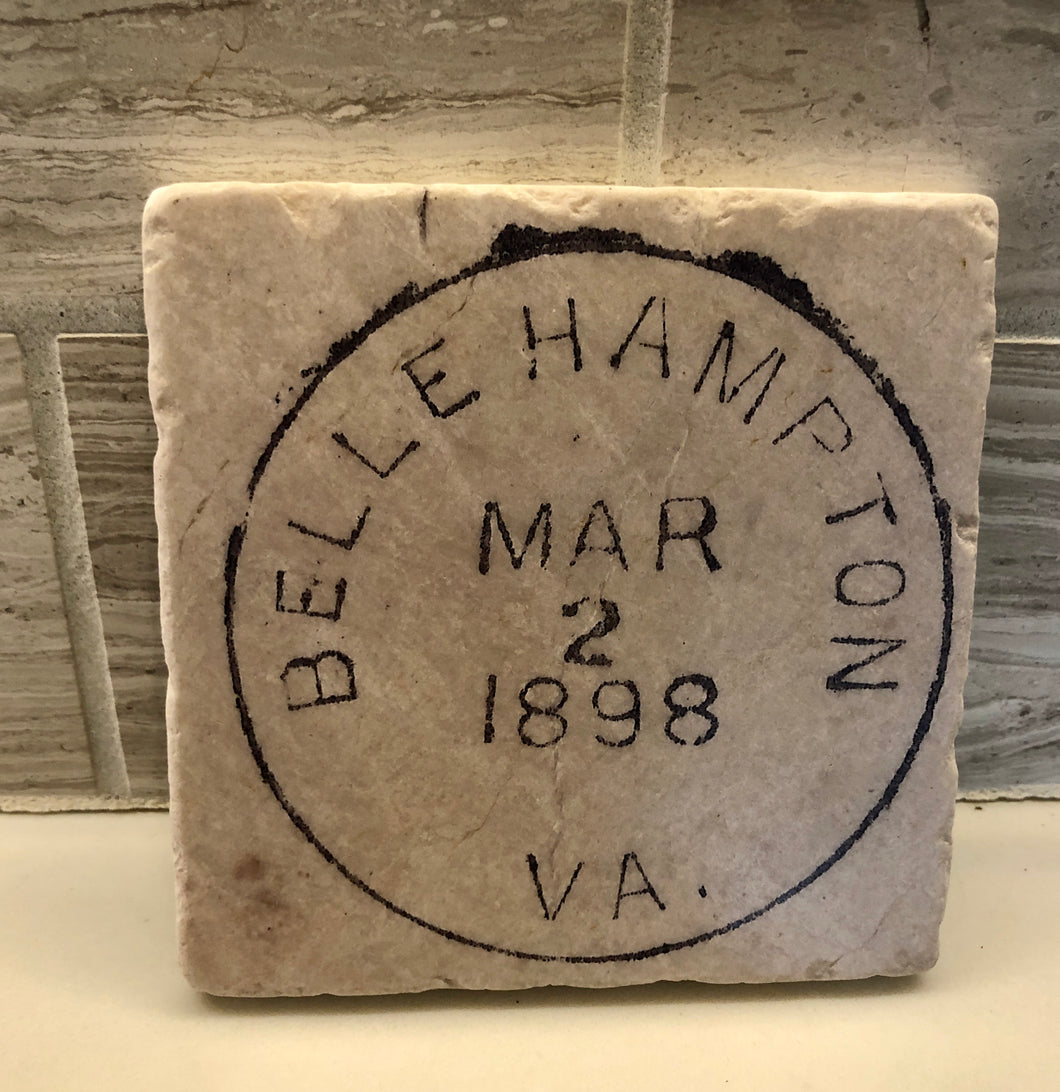 BELLE HAMPTON
MAR
2
1898
VA.